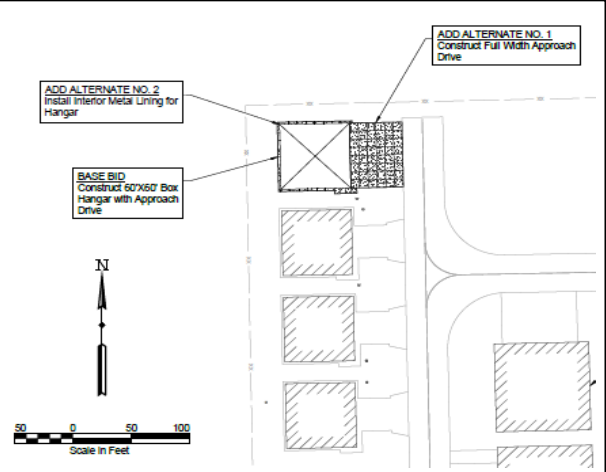 ADD ALTERNATE NO. 1
Construct Full Width Approach
Drive
ADD ALTERNATE NO. 2
Install Interior Metal Lining for
Hangar
BASE BID
Construct 60'X60' Box
Hangar with Approach
Drive
N
50 0 50 100
Scale In Feet